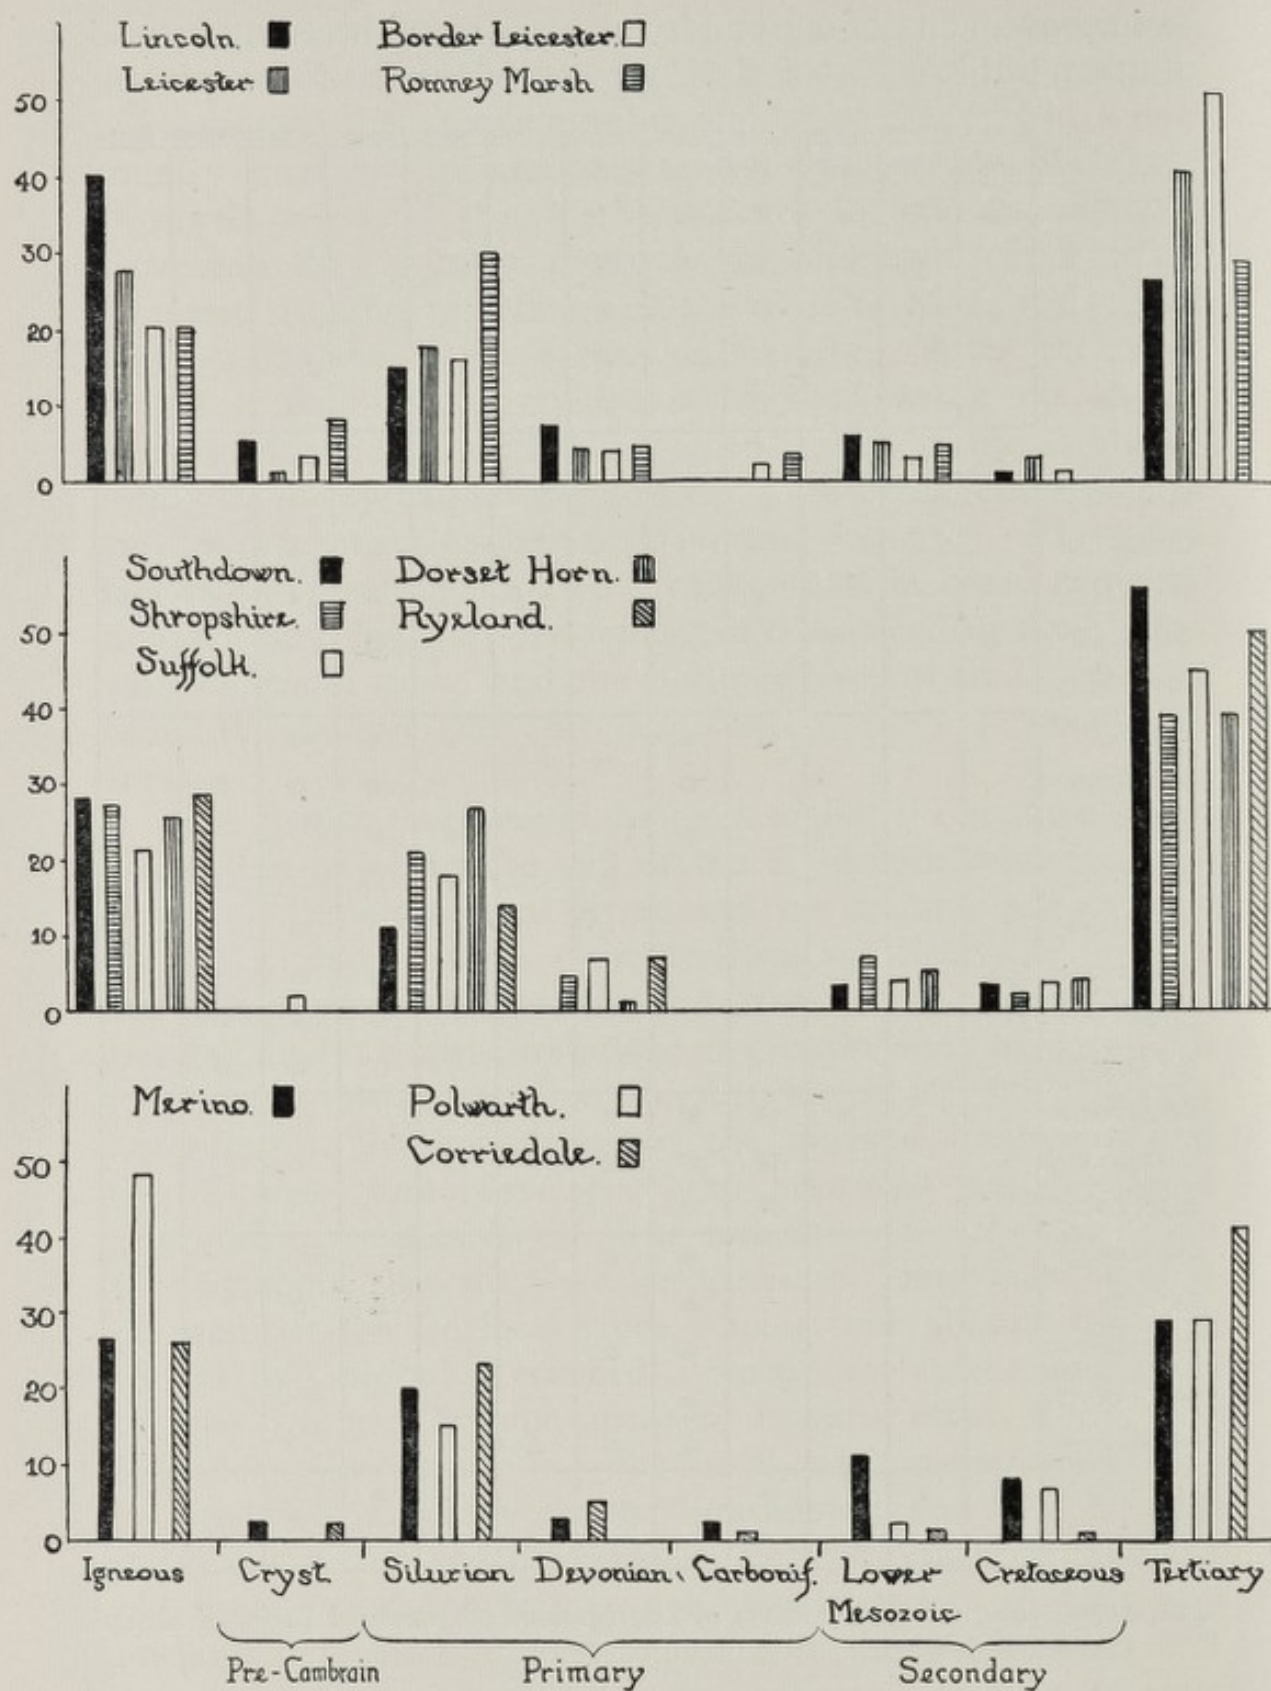 Lincoln. Border Leicester.
Leicester Romney Marsh
50
40
30
20
10
0
Southdown. Dorset Horn.
Shropshire. Ryeland.
Suffolk.
50
40
30
20
10
0
Merino. Polwarth.
Corriedale.
50
40
30
20
10
0
Igneous Cryst. Silurian Devonian. Carbonif. Lower Cretaceous Tertiary
Mesozoic
Pre-Cambrain Primary Secondary